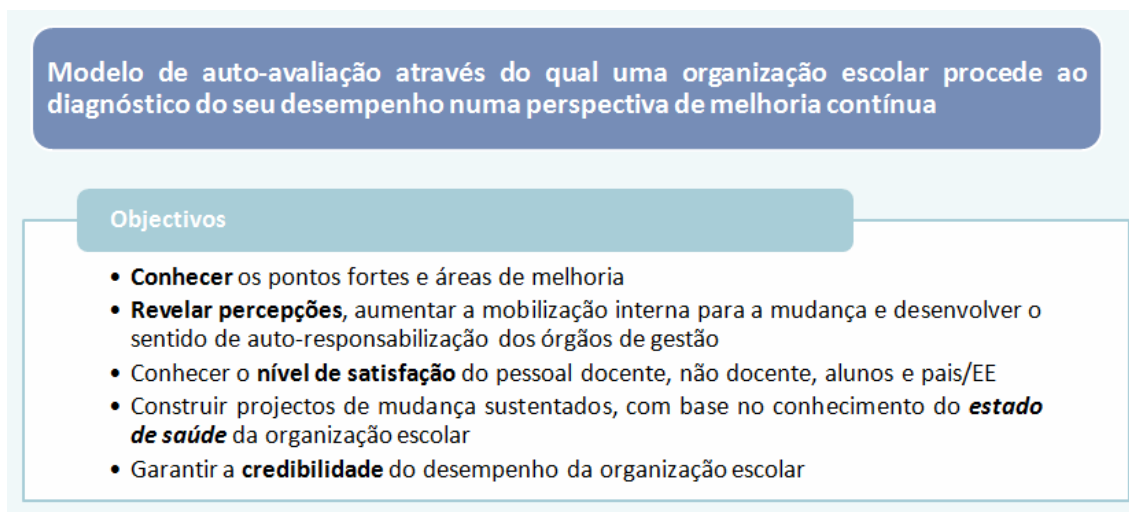 Modelo de auto-avaliação através do qual uma organização escolar procede ao
diagnóstico do seu desempenho numa perspectiva de melhoria contínua
Objectivos
• Conhecer os pontos fortes e áreas de melhoria
• Revelar percepções, aumentar a mobilização interna para a mudança e desenvolver o
sentido de auto-responsabilização dos órgãos de gestão
• Conhecer o nível de satisfação do pessoal docente, não docente, alunos e pais/EE
• Construir projectos de mudança sustentados, com base no conhecimento do estado
de saúde da organização escolar
• Garantir a credibilidade do desempenho da organização escolar